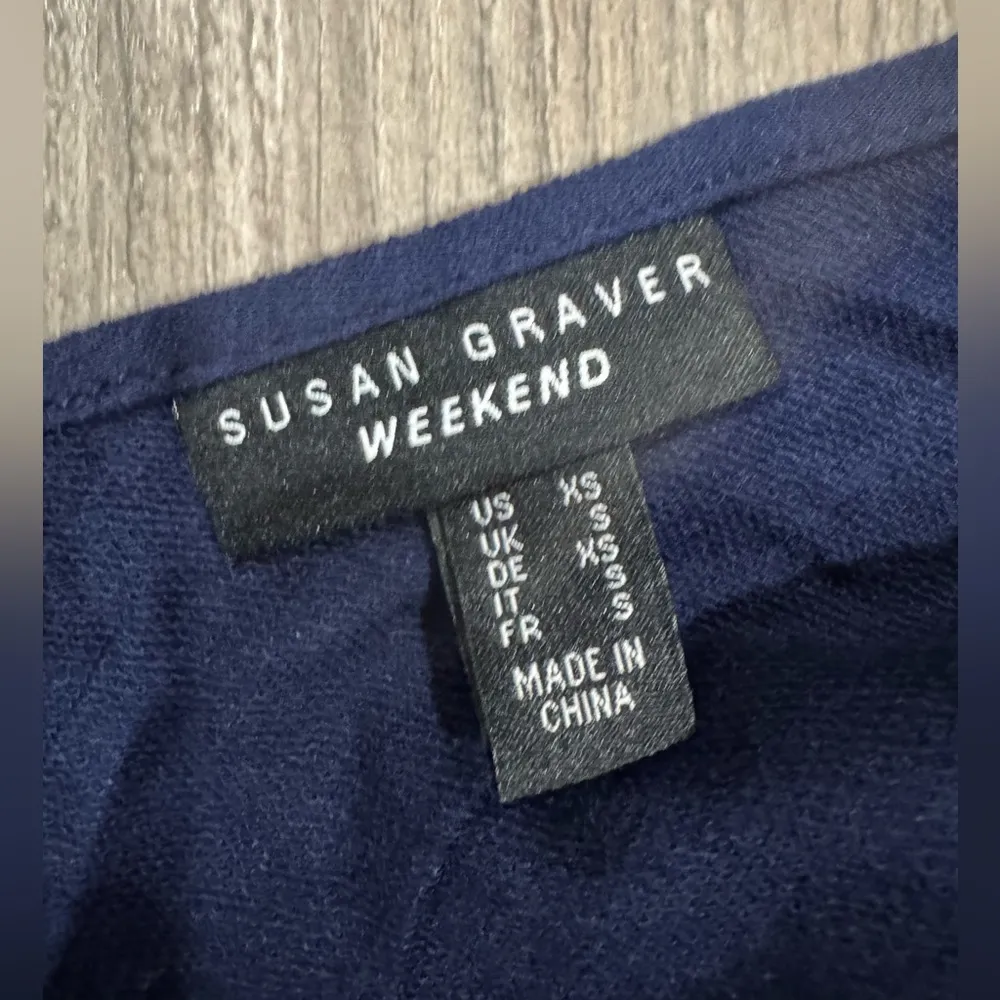 SUSAN GRAVER
WEEKEND
US XS
UK S
DE XS
IT S
FR S
MADE IN
CHINA